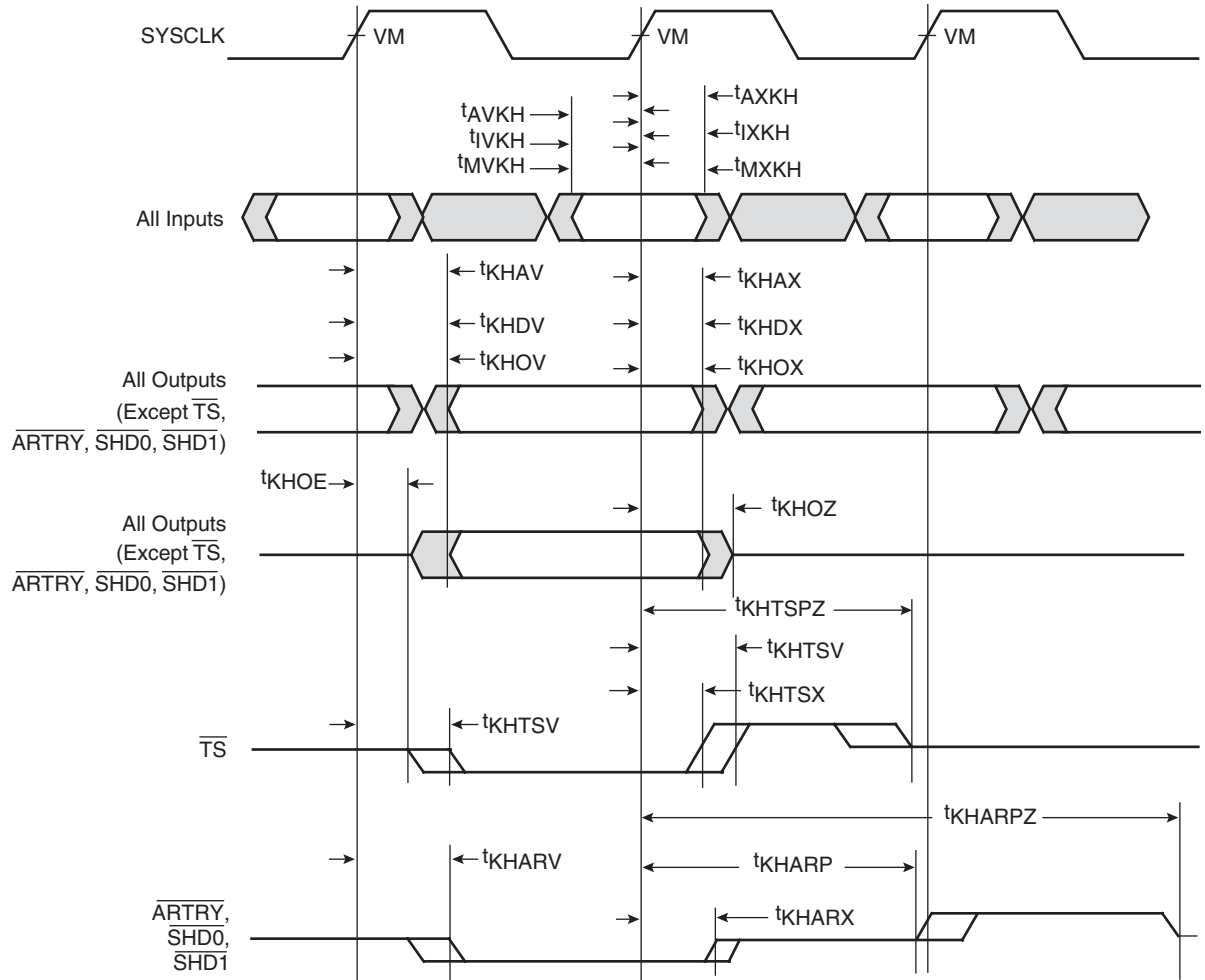 SYSCLK
VM
VM
VM
tAVKH
tAXKH
tIVKH
tIXKH
tMVKH
tMXKH
All Inputs
tKHAV
tKHAX
tKHDV
tKHDX
tKHOV
tKHOX
All Outputs
(Except TS,
ARTRY, SHD0, SHD1)
tKHOE
tKHOZ
All Outputs
(Except TS,
ARTRY, SHD0, SHD1)
tKHTSPZ
tKHTSV
tKHTSX
tKHTSV
TS
tKHARPZ
tKHARV
tKHARP
tKHARX
ARTRY,
SHD0,
SHD1